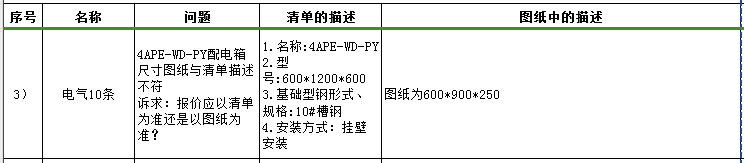 序号 名称 问题 清单的描述 图纸中的描述
3） 电气10条
4APE-WD-PY配电箱
尺寸图纸与清单描述
不符
诉求：报价应以清单
为准还是以图纸为
准？
1.名称:4APE-WD-PY
2.型
号:600*1200*600
3.基础型钢形式、
规格:10#槽钢
4.安装方式：挂壁
安装
图纸为600*900*250